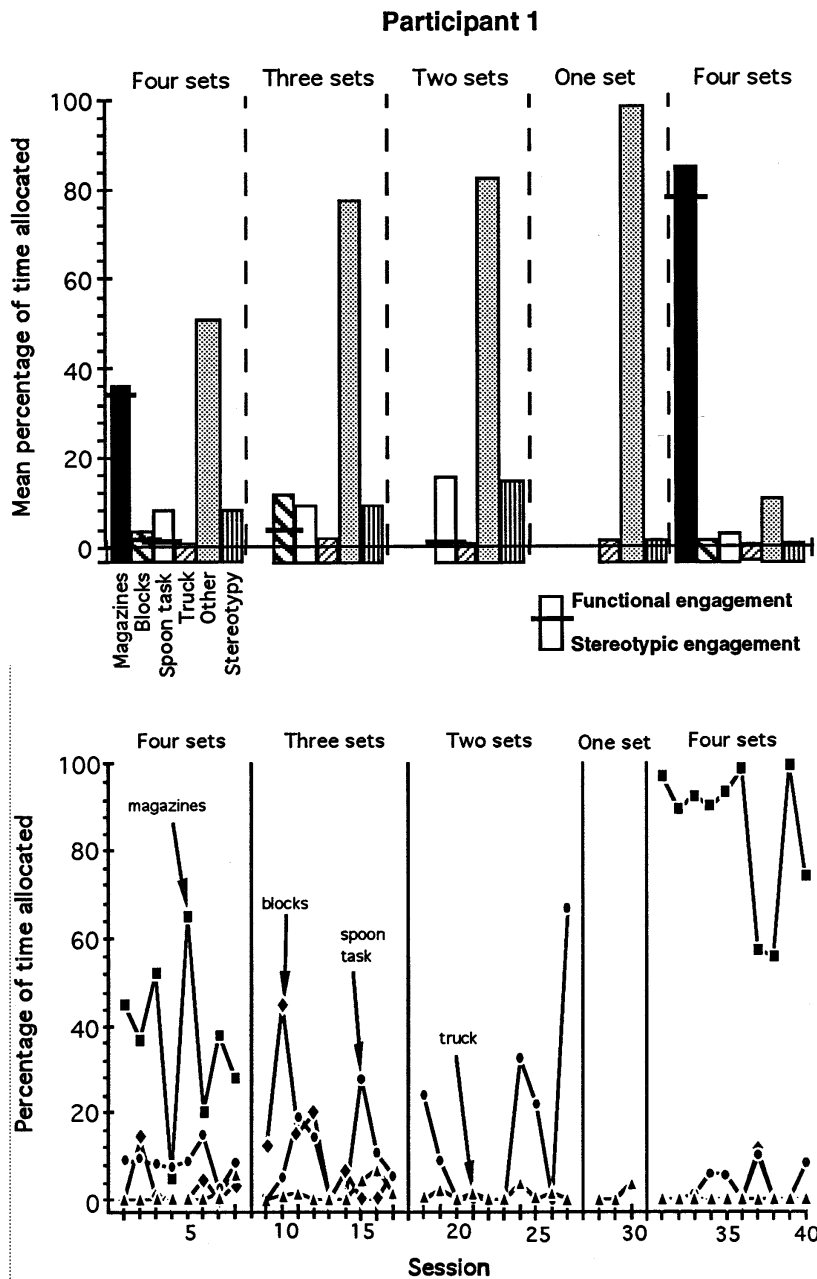 Participant 1
Four sets Three sets Two sets One set Four sets
Mean percentage of time allocated
100
80
60
40
20
0
Magazines
Blocks
Spoon task
Truck
Other
Stereotypy
Functional engagement
Stereotypic engagement
Four sets Three sets Two sets One set Four sets
Percentage of time allocated
100
80
60
40
20
0
magazines
blocks
spoon
task
truck
5 10 15 20 25 30 35 40
Session